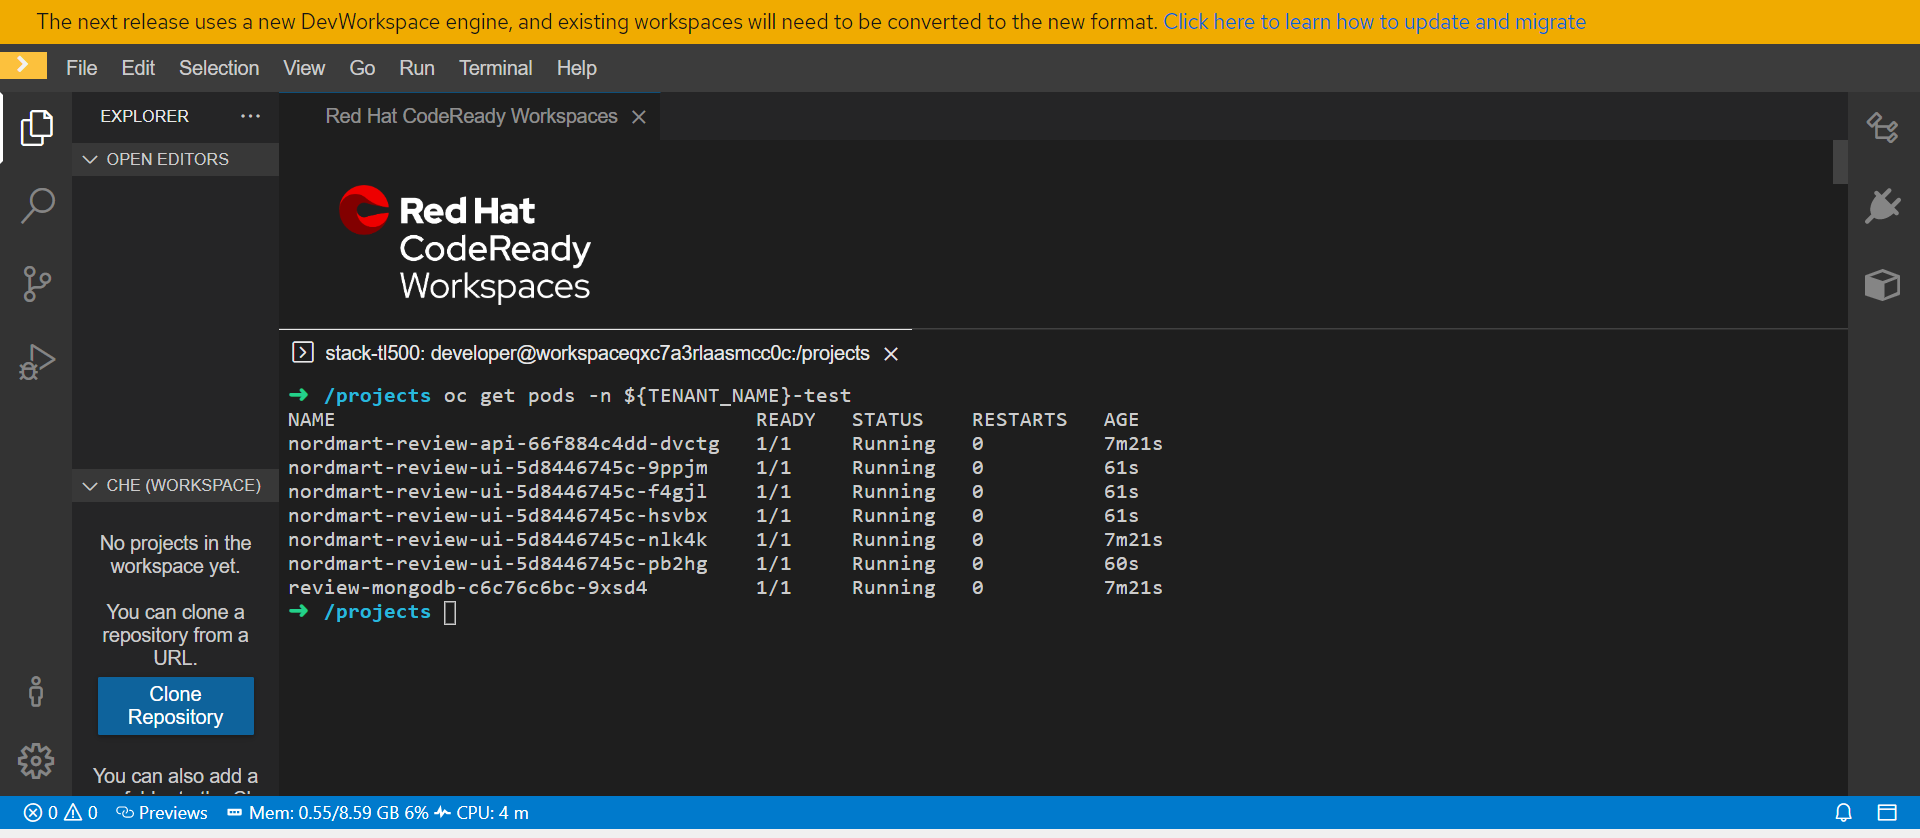 The next release uses a new DevWorkspace engine, and existing workspaces will need to be converted to the new format. Click here to learn how to update and migrate
File Edit Selection View Go Run Terminal Help
EXPLORER ···
OPEN EDITORS
CHE (WORKSPACE)
No projects in the
workspace yet.
You can clone a
repository from a
URL.
Clone
Repository
You can also add a
Red Hat CodeReady Workspaces
Red Hat
CodeReady
Workspaces
stack-tl500: developer@workspaceqxc7a3rlaasmcc0c:/projects
➜ /projects oc get pods -n ${TENANT_NAME}-test
NAME READY STATUS RESTARTS AGE
nordmart-review-api-66f884c4dd-dvctg 1/1 Running 0 7m21s
nordmart-review-ui-5d8446745c-9ppjm 1/1 Running 0 61s
nordmart-review-ui-5d8446745c-f4gjl 1/1 Running 0 61s
nordmart-review-ui-5d8446745c-hsvbx 1/1 Running 0 61s
nordmart-review-ui-5d8446745c-nlk4k 1/1 Running 0 7m21s
nordmart-review-ui-5d8446745c-pb2hg 1/1 Running 0 60s
review-mongodb-c6c76c6bc-9xsd4 1/1 Running 0 7m21s
➜ /projects
0 0 Previews Mem: 0.55/8.59 GB 6% CPU: 4 m